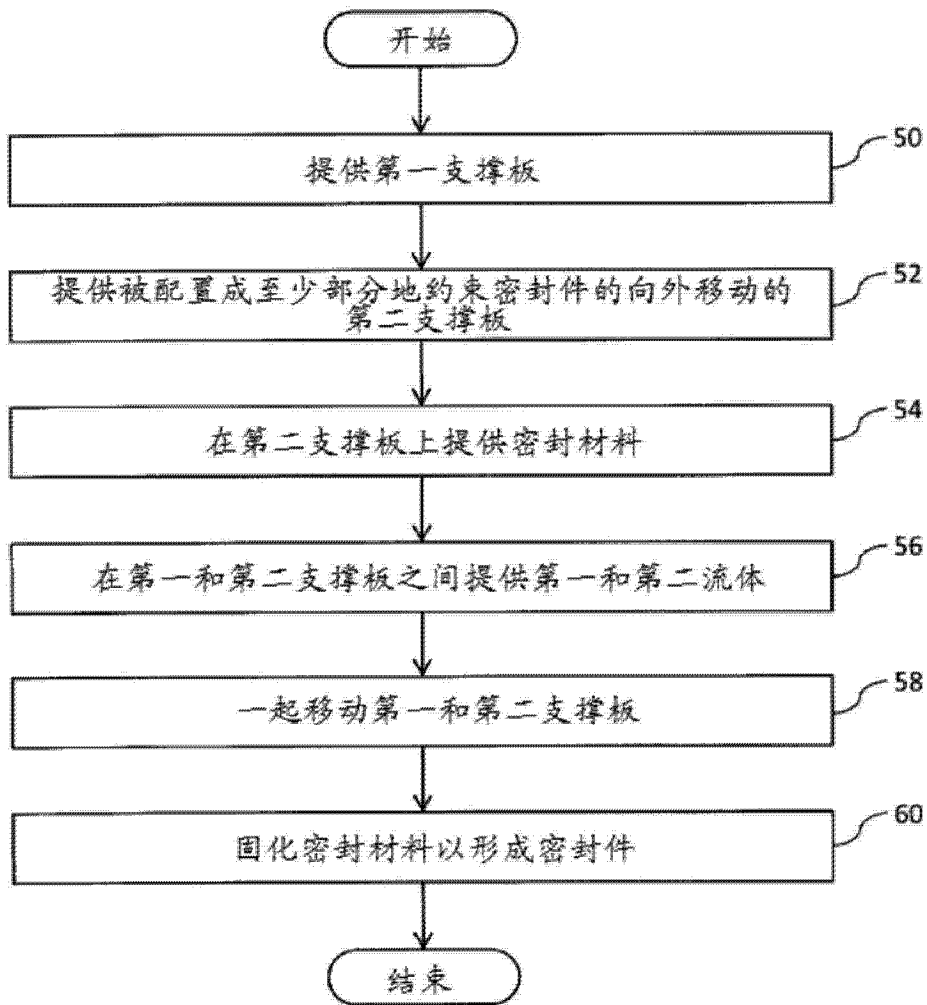 开始
提供第一支撑板
50
提供被配置成至少部分地约束密封件的向外移动的
第二支撑板
52
在第二支撑板上提供密封材料
54
在第一和第二支撑板之间提供第一和第二流体
56
一起移动第一和第二支撑板
58
固化密封材料以形成密封件
60
结束